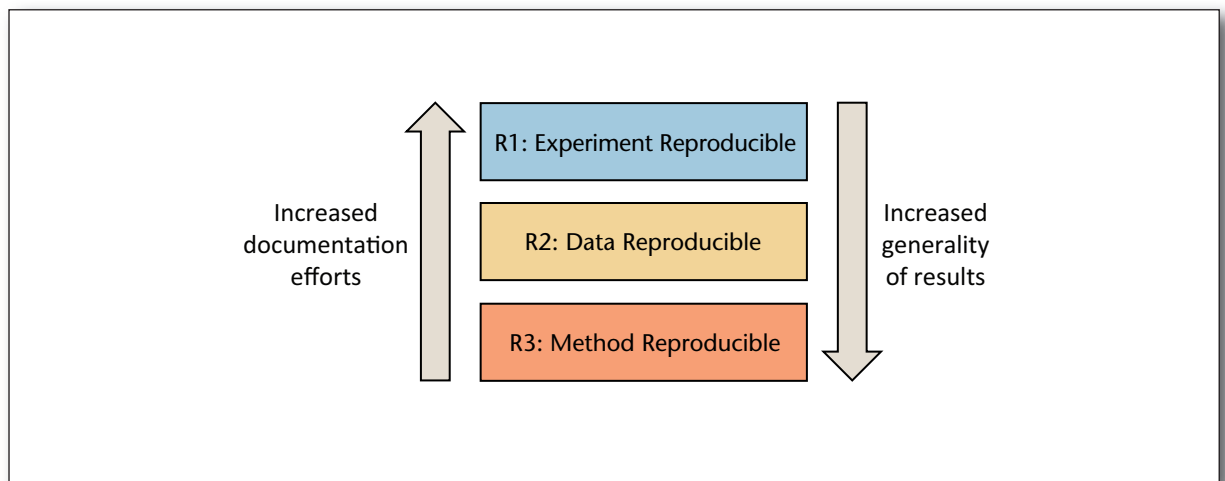 R1: Experiment Reproducible
Increased
documentation
efforts
R2: Data Reproducible
Increased
generality
of results
R3: Method Reproducible